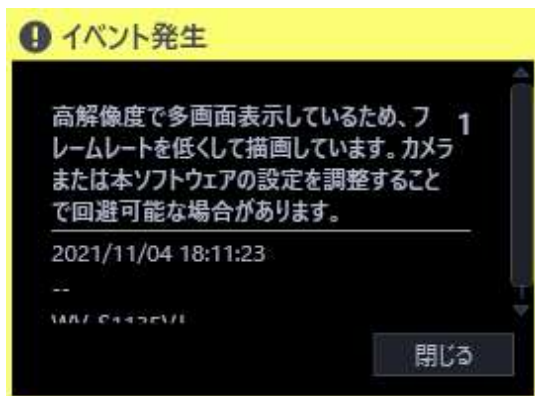 イベント発生
高解像度で多画面表示しているため、フ 1
レームレートを低くして描画しています。カメラ
または本ソフトウェアの設定を調整すること
で回避可能な場合があります。
2021/11/04 18:11:23
--
閉じる